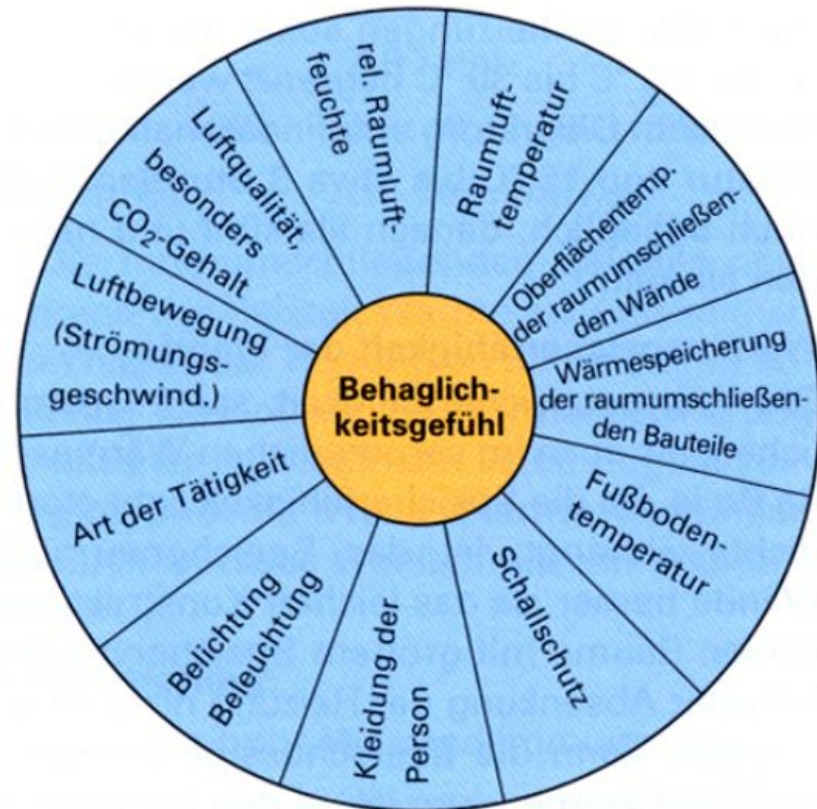 Behaglich-
keitsgefühl
Raumluft-
temperatur
Oberflächentemp.
der raumumschließen-
den Wände
Wärmespeicherung
der raumumschließen-
den Bauteile
Fußboden-
temperatur
Schallschutz
Kleidung der
Person
Belichtung
Beleuchtung
Art der Tätigkeit
Luftbewegung
(Strömungs-
geschwind.)
Luftqualität,
besonders
CO₂-Gehalt
rel. Raumluft-
feuchte